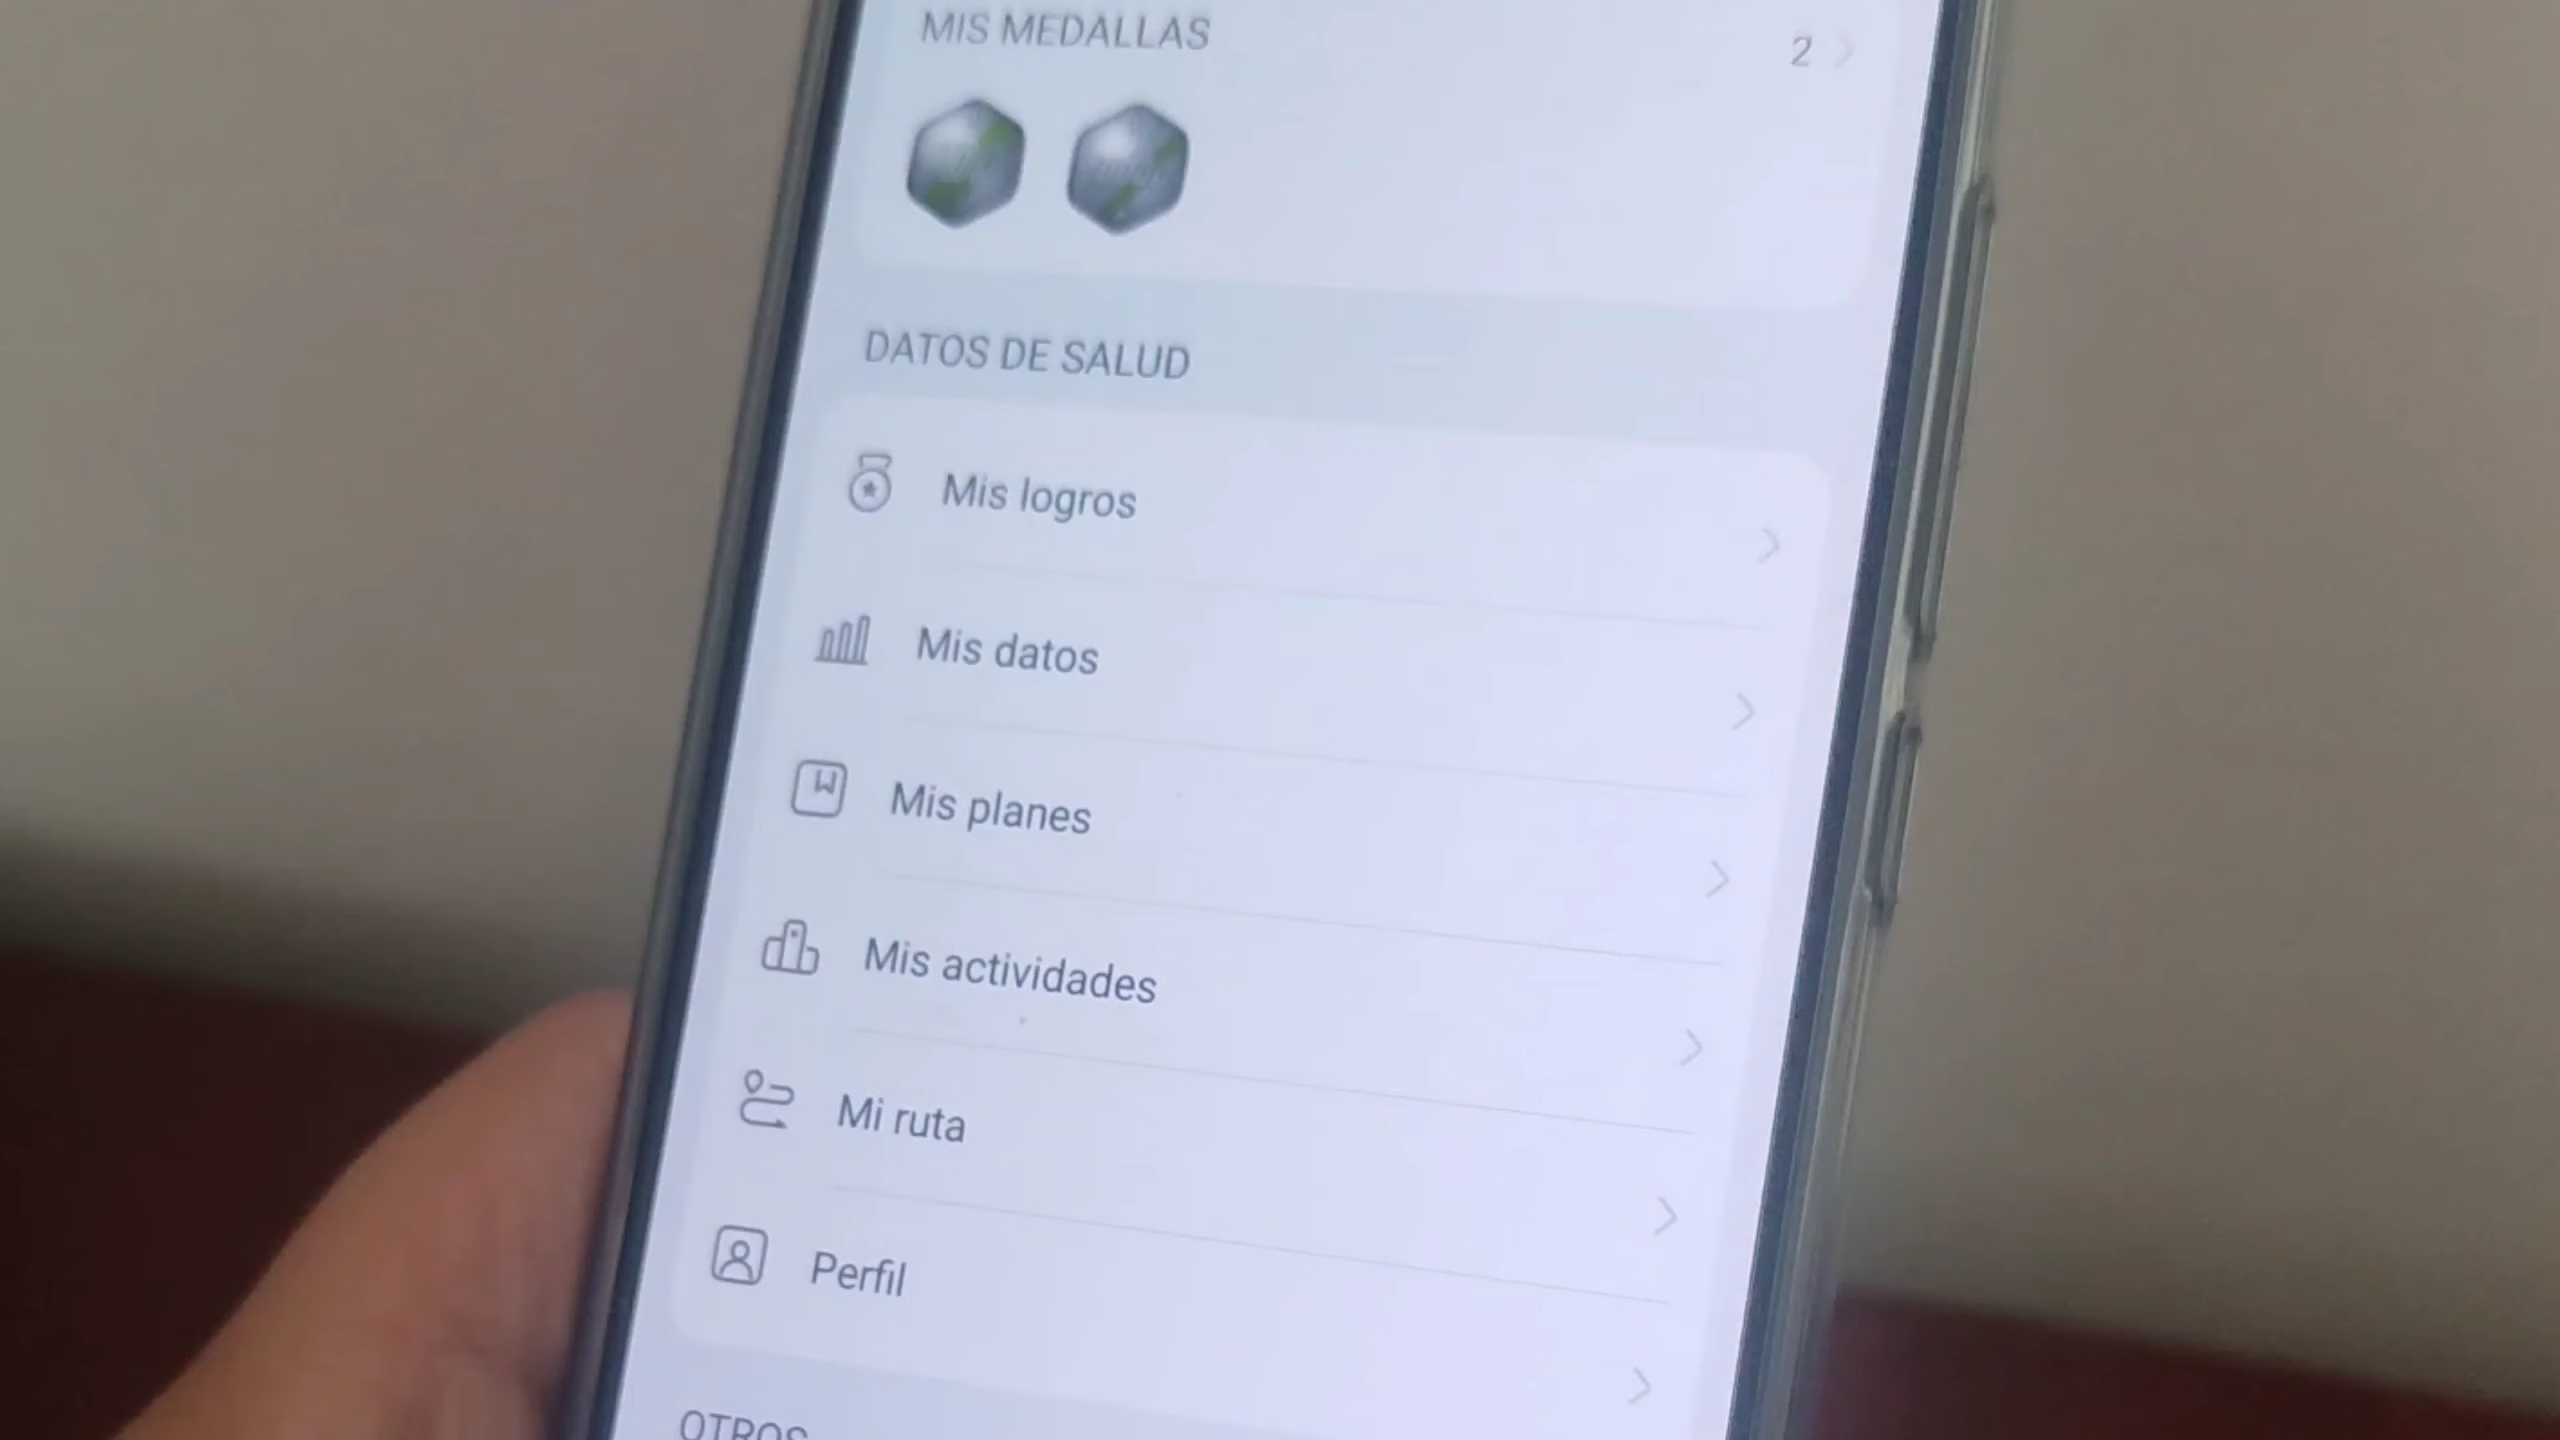 MIS MEDALLAS
2
DATOS DE SALUD
Mis logros
Mis datos
Mis planes
Mis actividades
Mi ruta
Perfil
OTROS